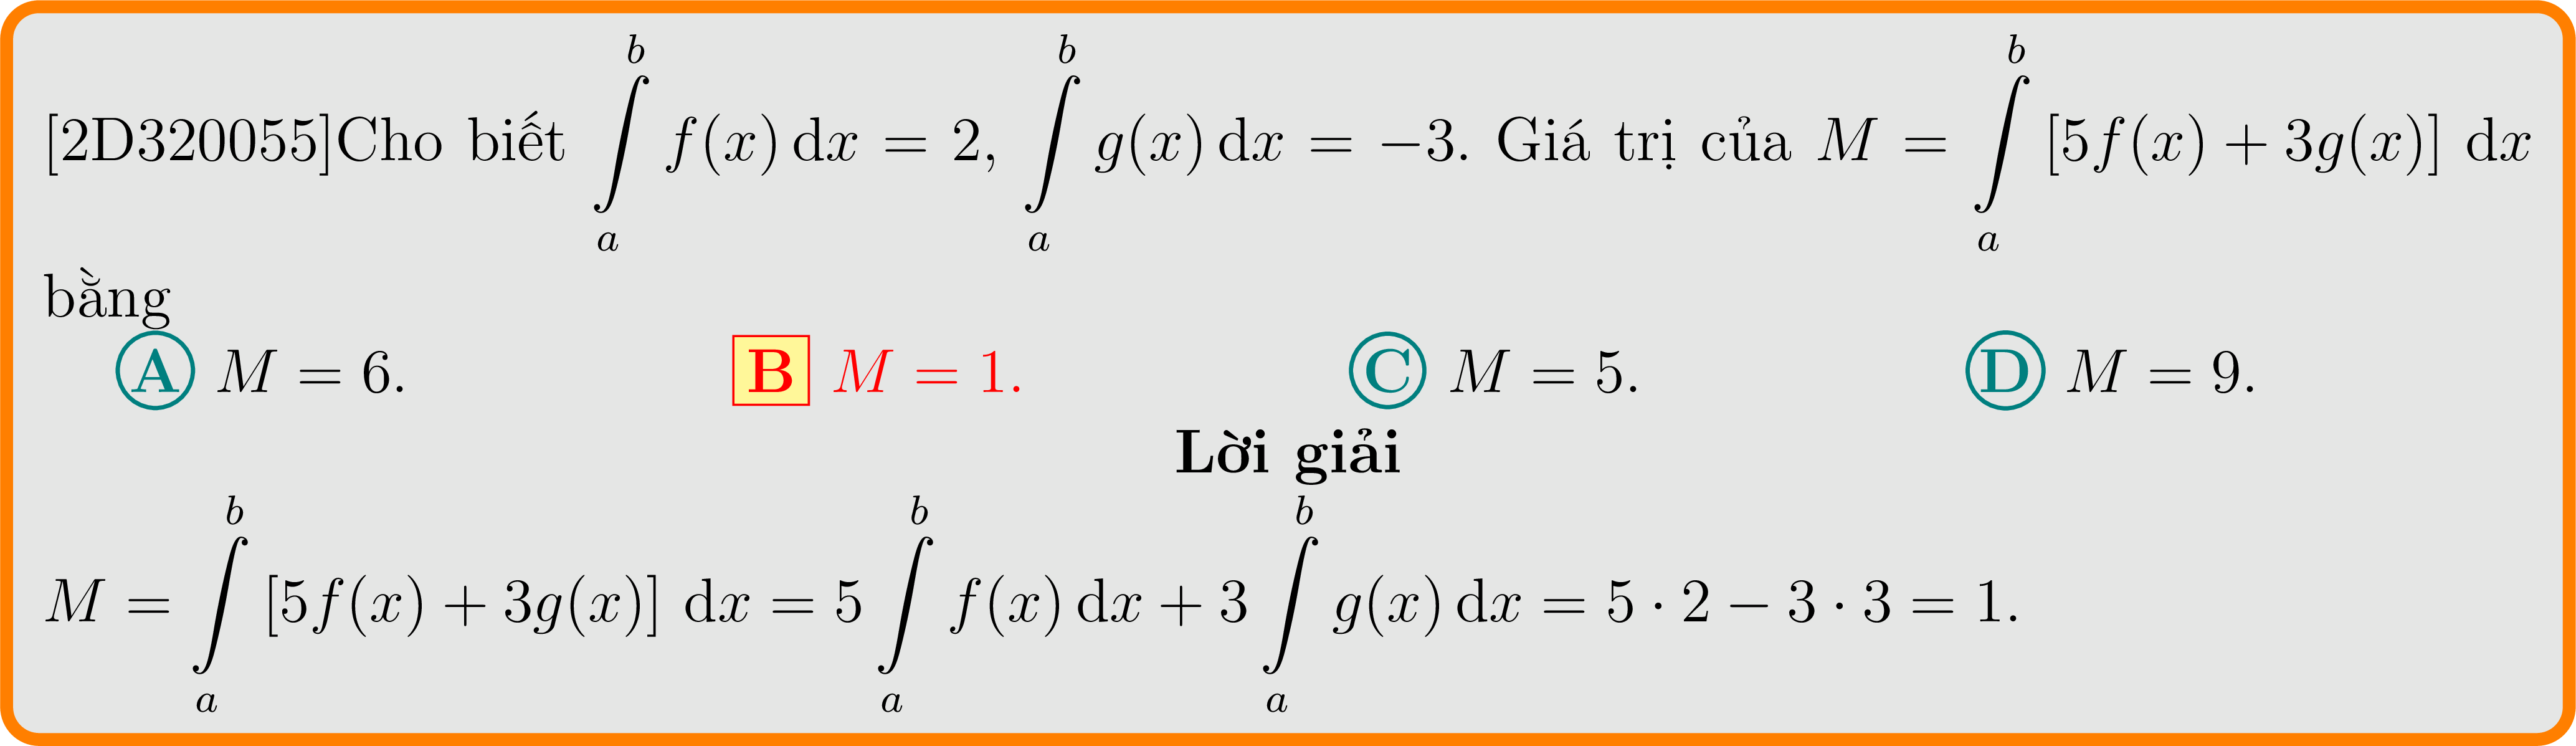 [2D320055]Cho biết $\int\limits_a^b f(x)\,\mathrm{d}x = 2$, $\int\limits_a^b g(x)\,\mathrm{d}x = -3$. Giá trị của $M = \int\limits_a^b [5f(x) + 3g(x)]\ \mathrm{d}x$
bằng
A M = 6. B M = 1. C M = 5. D M = 9.
Lời giải
$M = \int\limits_a^b [5f(x) + 3g(x)]\ \mathrm{d}x = 5\int\limits_a^b f(x)\,\mathrm{d}x + 3\int\limits_a^b g(x)\,\mathrm{d}x = 5 \cdot 2 - 3 \cdot 3 = 1.$